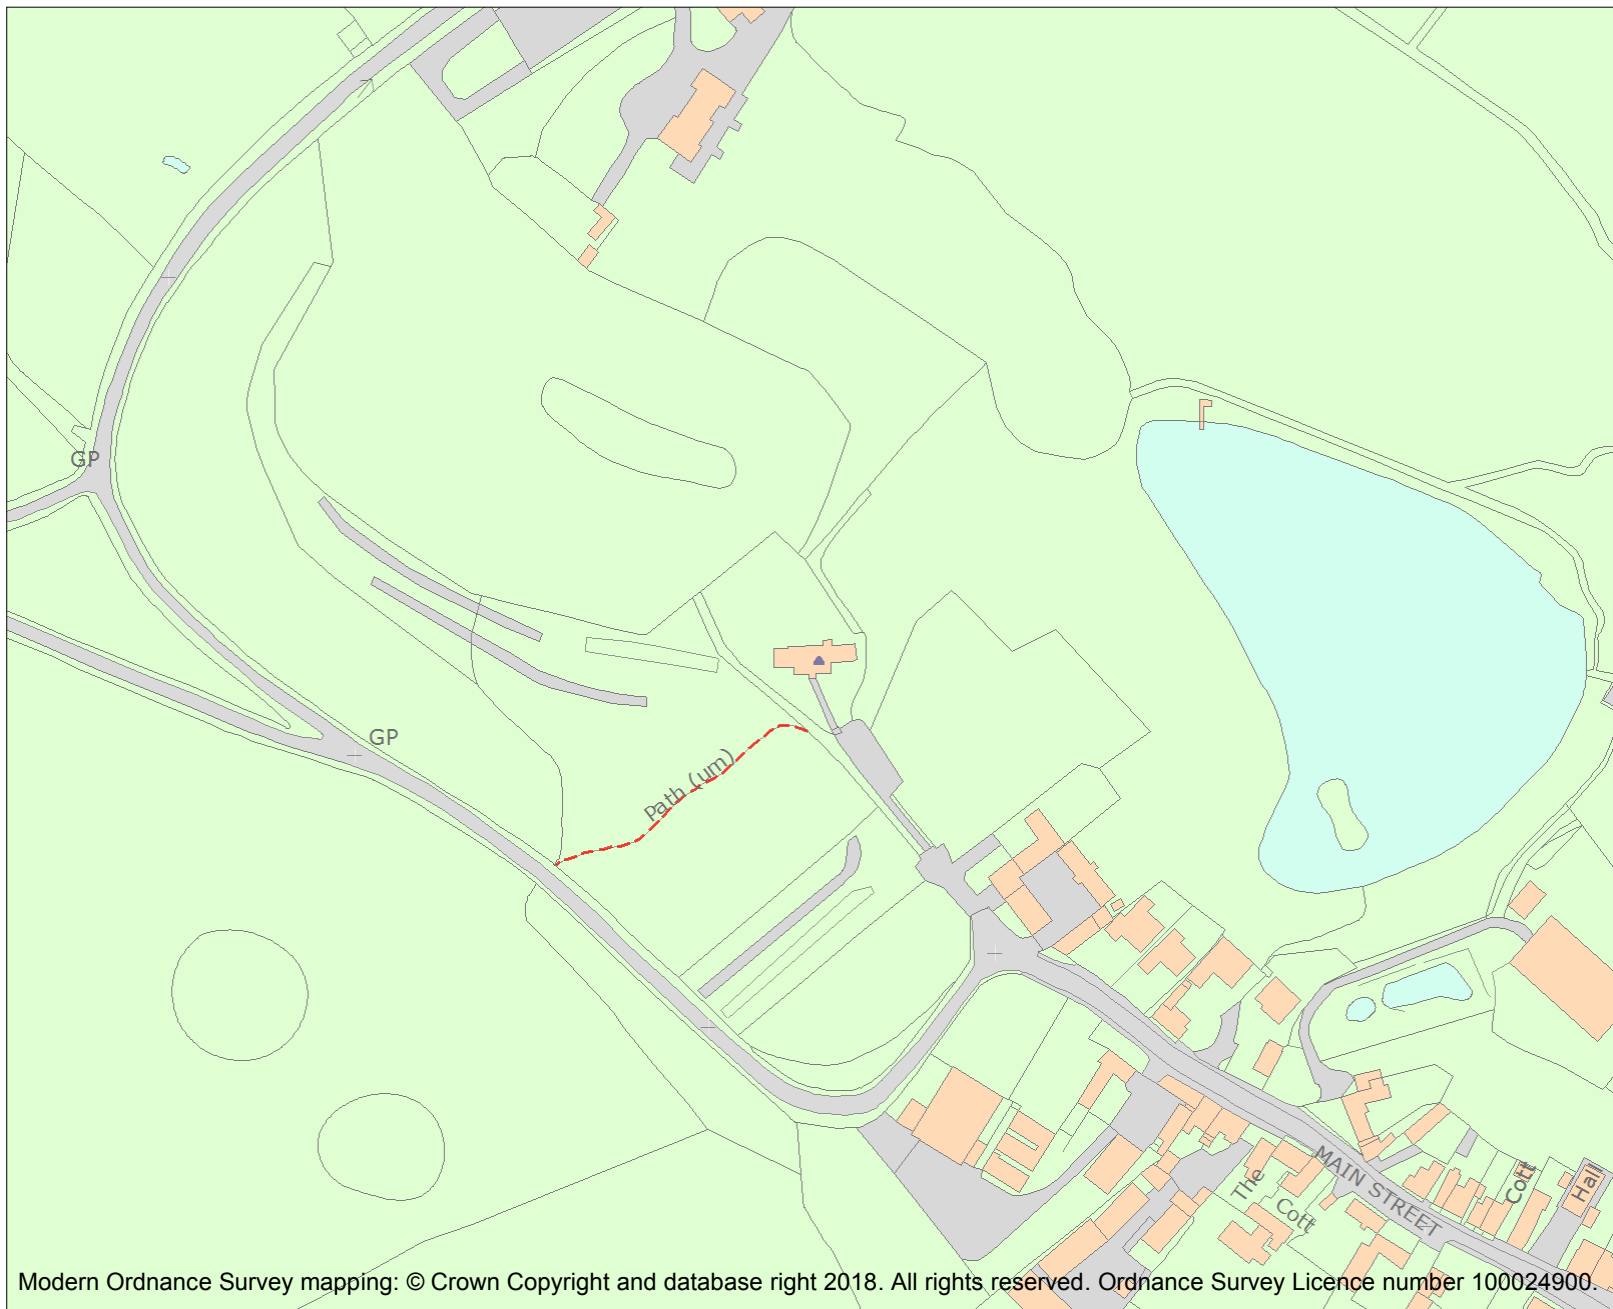 GP
GP
Path (um)
MAIN STREET
The
Cott
Cott
Hall
Modern Ordnance Survey mapping: © Crown Copyright and database right 2018. All rights reserved. Ordnance Survey Licence number 100024900.